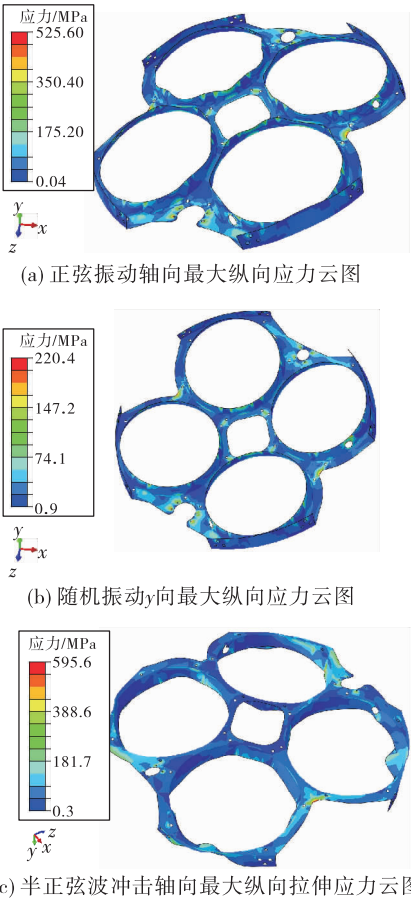 应力/MPa
525.60
350.40
175.20
0.04
y
x
z
(a) 正弦振动轴向最大纵向应力云图
应力/MPa
220.4
147.2
74.1
0.9
y
x
z
(b) 随机振动y向最大纵向应力云图
应力/MPa
595.6
388.6
181.7
0.3
z
y x
c) 半正弦波冲击轴向最大纵向拉伸应力云图